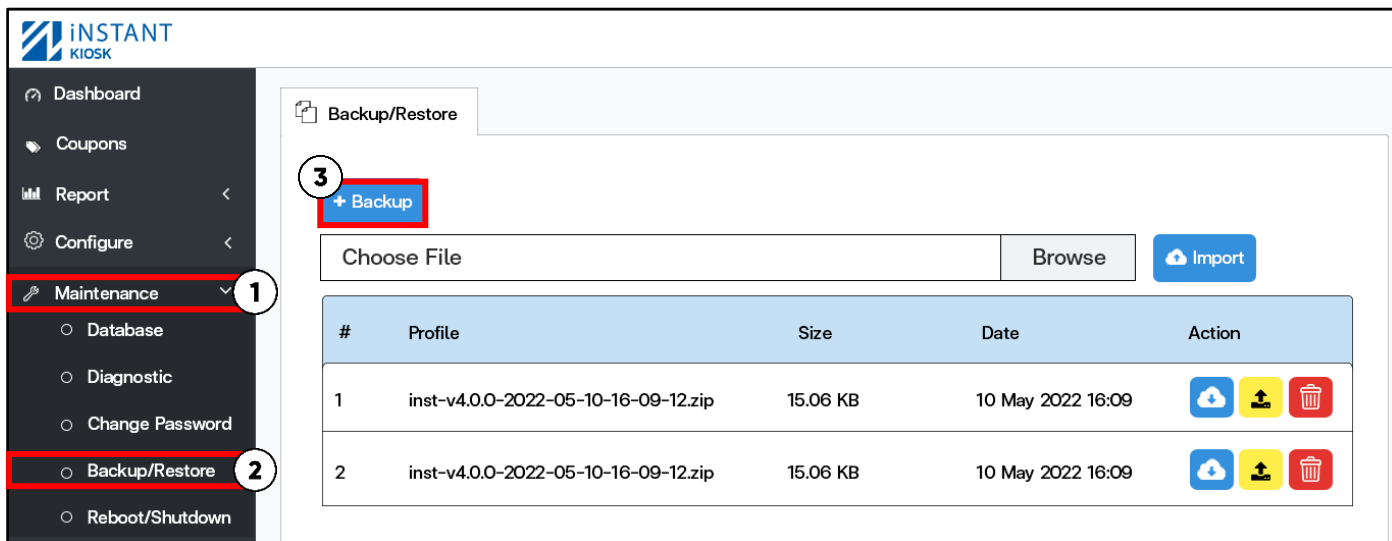 iNSTANT
KIOSK
Dashboard
Coupons
Report
Configure
Maintenance 1
Database
Diagnostic
Change Password
Backup/Restore 2
Reboot/Shutdown
Backup/Restore
3
+ Backup
Choose File Browse Import
# Profile Size Date Action
1 inst-v4.0.0-2022-05-10-16-09-12.zip 15.06 KB 10 May 2022 16:09
2 inst-v4.0.0-2022-05-10-16-09-12.zip 15.06 KB 10 May 2022 16:09